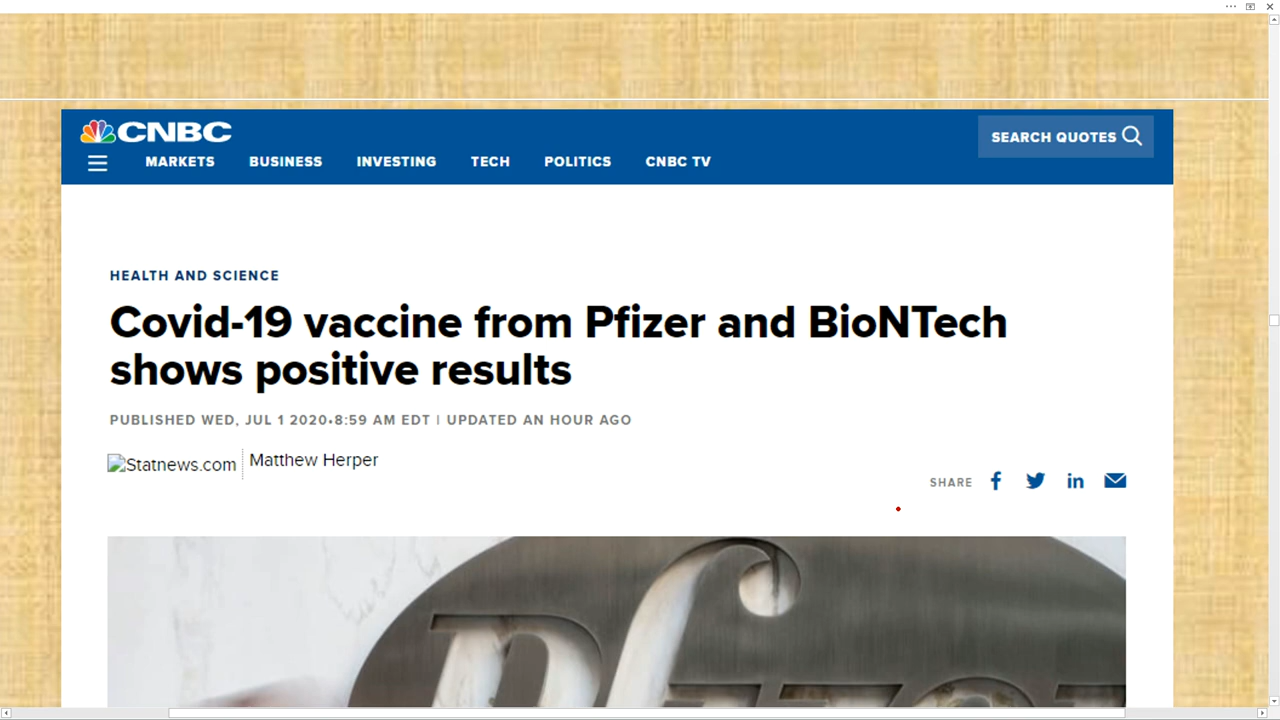 CNBC
SEARCH QUOTES
MARKETS BUSINESS INVESTING TECH POLITICS CNBC TV
HEALTH AND SCIENCE
Covid-19 vaccine from Pfizer and BioNTech
shows positive results
PUBLISHED WED, JUL 1 2020•8:59 AM EDT | UPDATED AN HOUR AGO
Statnews.com Matthew Herper
SHARE
Pfizer